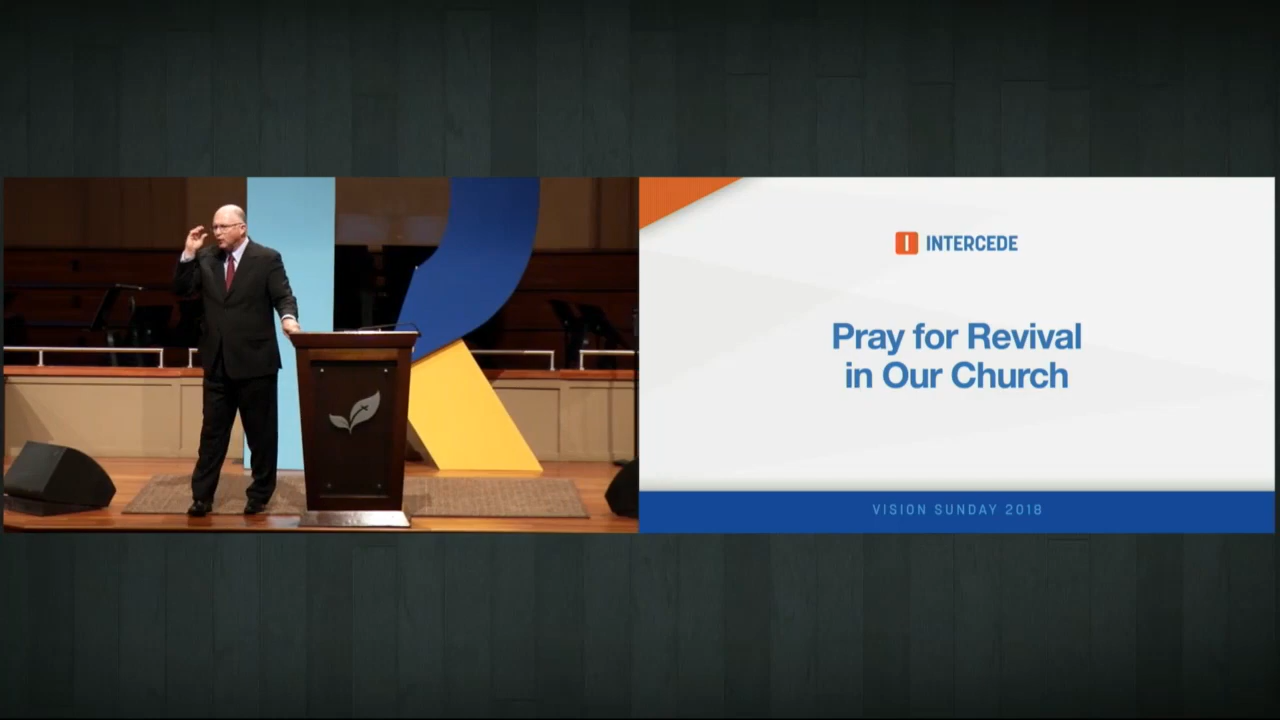 I INTERCEDE
Pray for Revival
in Our Church
VISION SUNDAY 2018